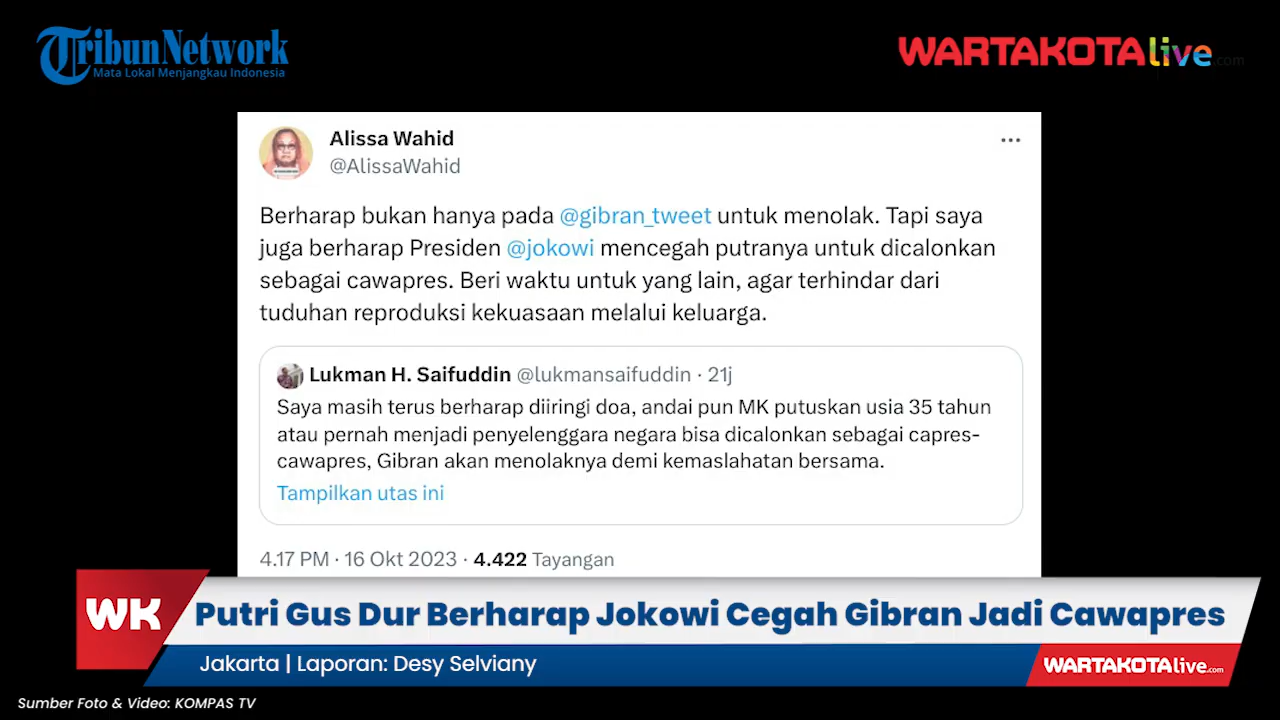 Tribun Network
Mata Lokal Menjangkau Indonesia
WARTAKOTAlive.com
Alissa Wahid
@AlissaWahid
Berharap bukan hanya pada @gibran_tweet untuk menolak. Tapi saya
juga berharap Presiden @jokowi mencegah putranya untuk dicalonkan
sebagai cawapres. Beri waktu untuk yang lain, agar terhindar dari
tuduhan reproduksi kekuasaan melalui keluarga.
Lukman H. Saifuddin @lukmansaifuddin · 21j
Saya masih terus berharap diiringi doa, andai pun MK putuskan usia 35 tahun
atau pernah menjadi penyelenggara negara bisa dicalonkan sebagai capres-
cawapres, Gibran akan menolaknya demi kemaslahatan bersama.
Tampilkan utas ini
4.17 PM · 16 Okt 2023 · 4.422 Tayangan
WK
Putri Gus Dur Berharap Jokowi Cegah Gibran Jadi Cawapres
Jakarta | Laporan: Desy Selviany
WARTAKOTAlive.com
Sumber Foto & Video: KOMPAS TV